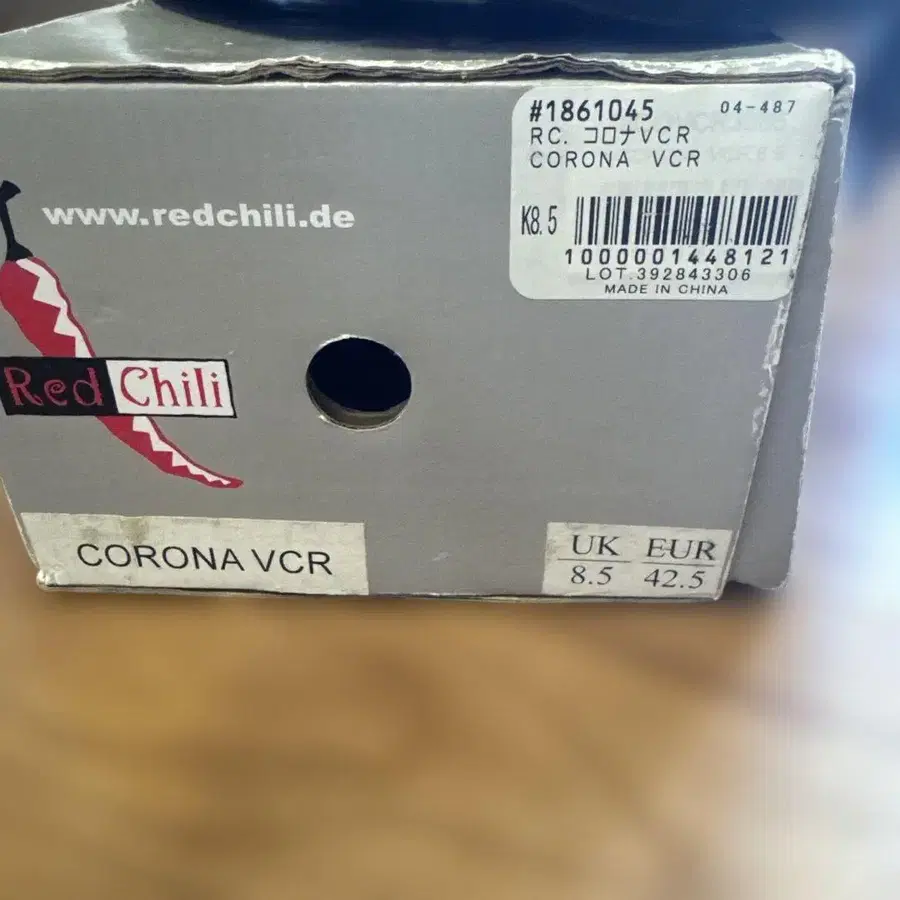 #1861045 04-487
RC. コロナVCR
CORONA VCR
K8.5
1000001448121
LOT.392843306
MADE IN CHINA
www.redchili.de
Red Chili
CORONA VCR
UK EUR
8.5 42.5